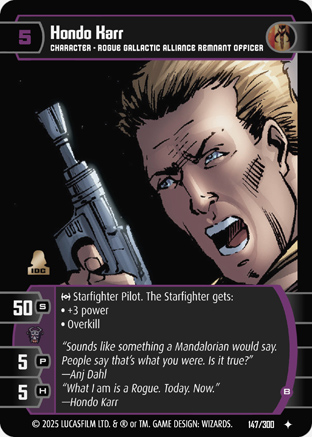 5 Hondo Karr
CHARACTER • ROGUE GALLACTIC ALLIANCE REMNANT OFFICER
IDC
50 S
Starfighter Pilot. The Starfighter gets:
• +3 power
• Overkill
5 P
“Sounds like something a Mandalorian would say.
People say that’s what you were. Is it true?”
—Anj Dahl
5 H
“What I am is a Rogue. Today. Now.”
—Hondo Karr
B
© 2025 LUCASFILM LTD. & ® or TM. GAME DESIGN: WIZARDS. 147/300